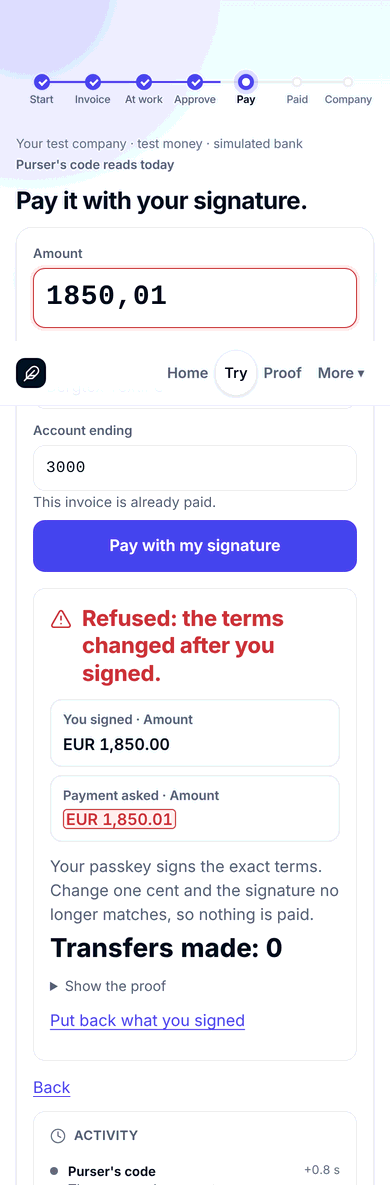 Start Invoice At work Approve Pay Paid Company
Your test company · test money · simulated bank
Purser's code reads today
Pay it with your signature.
Amount
1850,01
Home Try Proof More ▾
Account ending
3000
This invoice is already paid.
Pay with my signature
Refused: the terms
changed after you
signed.
You signed · Amount
EUR 1,850.00
Payment asked · Amount
EUR 1,850.01
Your passkey signs the exact terms.
Change one cent and the signature no
longer matches, so nothing is paid.
Transfers made: 0
▶ Show the proof
Put back what you signed
Back
ACTIVITY
Purser's code +0.8 s